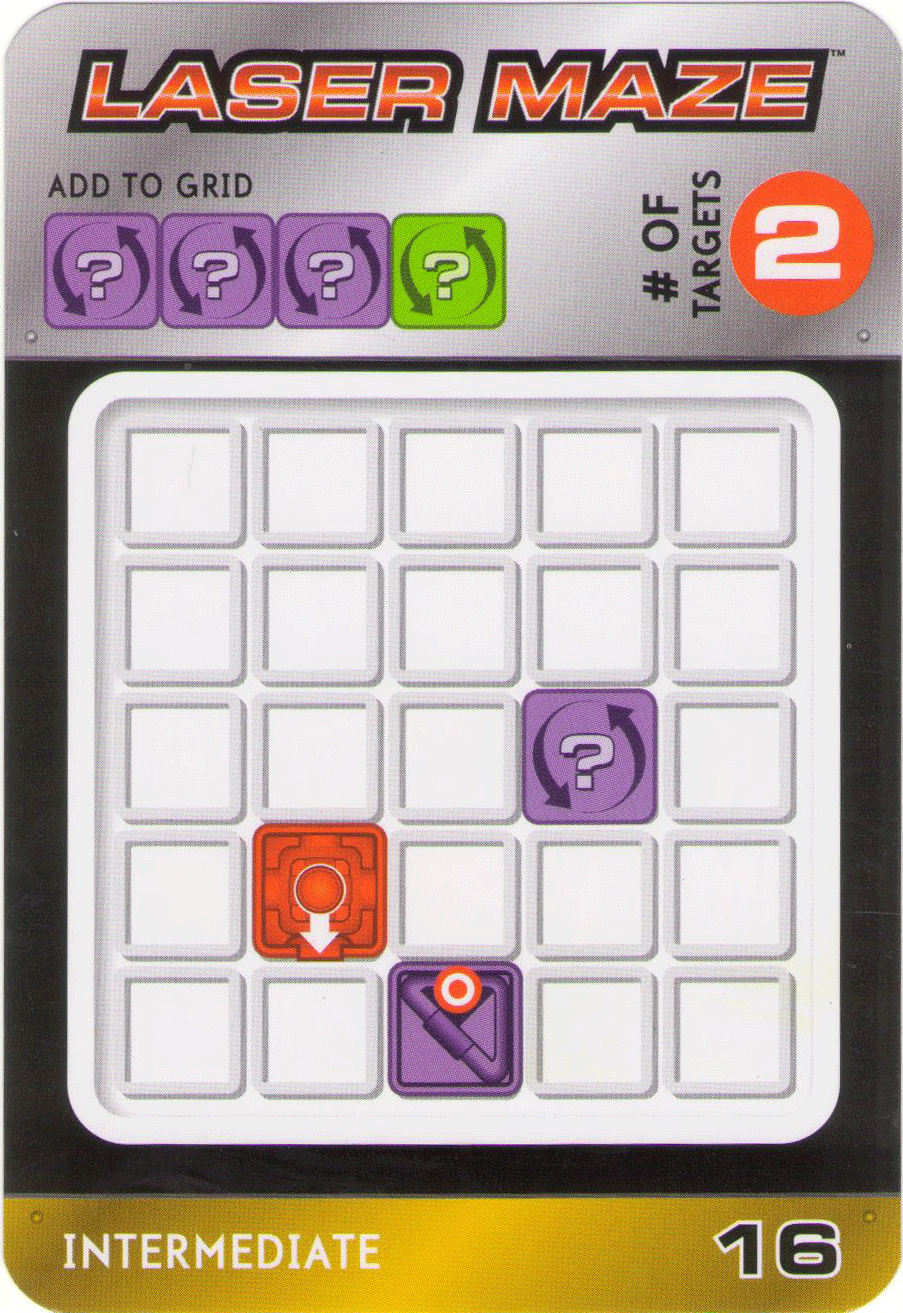 LASER MAZE™
ADD TO GRID
# OF
TARGETS
2
? ? ? ?
?
INTERMEDIATE
16